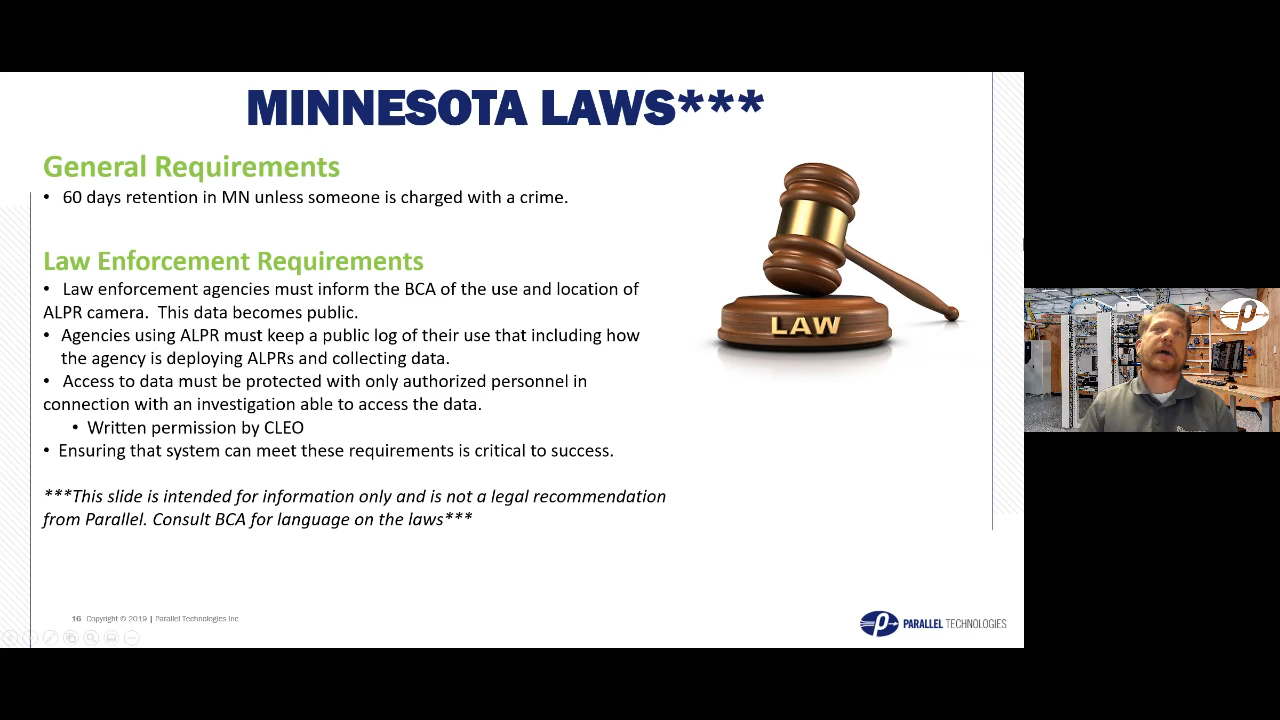 MINNESOTA LAWS***
General Requirements
• 60 days retention in MN unless someone is charged with a crime.
Law Enforcement Requirements
• Law enforcement agencies must inform the BCA of the use and location of
ALPR camera. This data becomes public.
• Agencies using ALPR must keep a public log of their use that including how
the agency is deploying ALPRs and collecting data.
• Access to data must be protected with only authorized personnel in
connection with an investigation able to access the data.
• Written permission by CLEO
• Ensuring that system can meet these requirements is critical to success.
***This slide is intended for information only and is not a legal recommendation
from Parallel. Consult BCA for language on the laws***
LAW
16 Copyright © 2019 | Parallel Technologies Inc
P PARALLEL TECHNOLOGIES
P